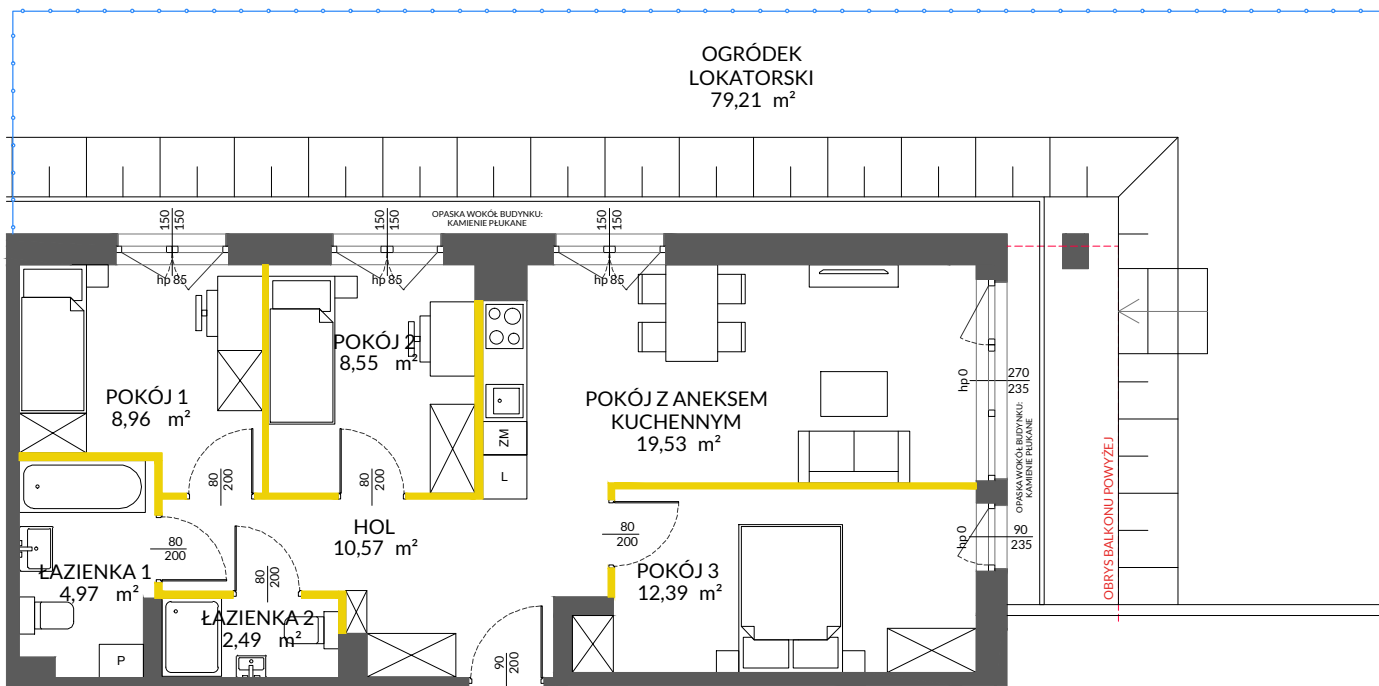 OGRÓDEK
LOKATORSKI
79,21 m²
OPASKA WOKÓŁ BUDYNKU:
KAMIENIE PŁUKANE
150
150
150
150
150
150
hp 85
hp 85
hp 85
POKÓJ 1
8,96 m²
POKÓJ 2
8,55 m²
POKÓJ Z ANEKSEM
KUCHENNYM
19,53 m²
ZM
L
hp 0
270
235
OPASKA WOKÓŁ BUDYNKU:
KAMIENIE PŁUKANE
OBRYS BALKONU POWYŻEJ
80
200
80
200
HOL
10,57 m²
80
200
80
200
80
200
hp 0
90
235
ŁAZIENKA 1
4,97 m²
ŁAZIENKA 2
2,49 m²
POKÓJ 3
12,39 m²
P
90
200